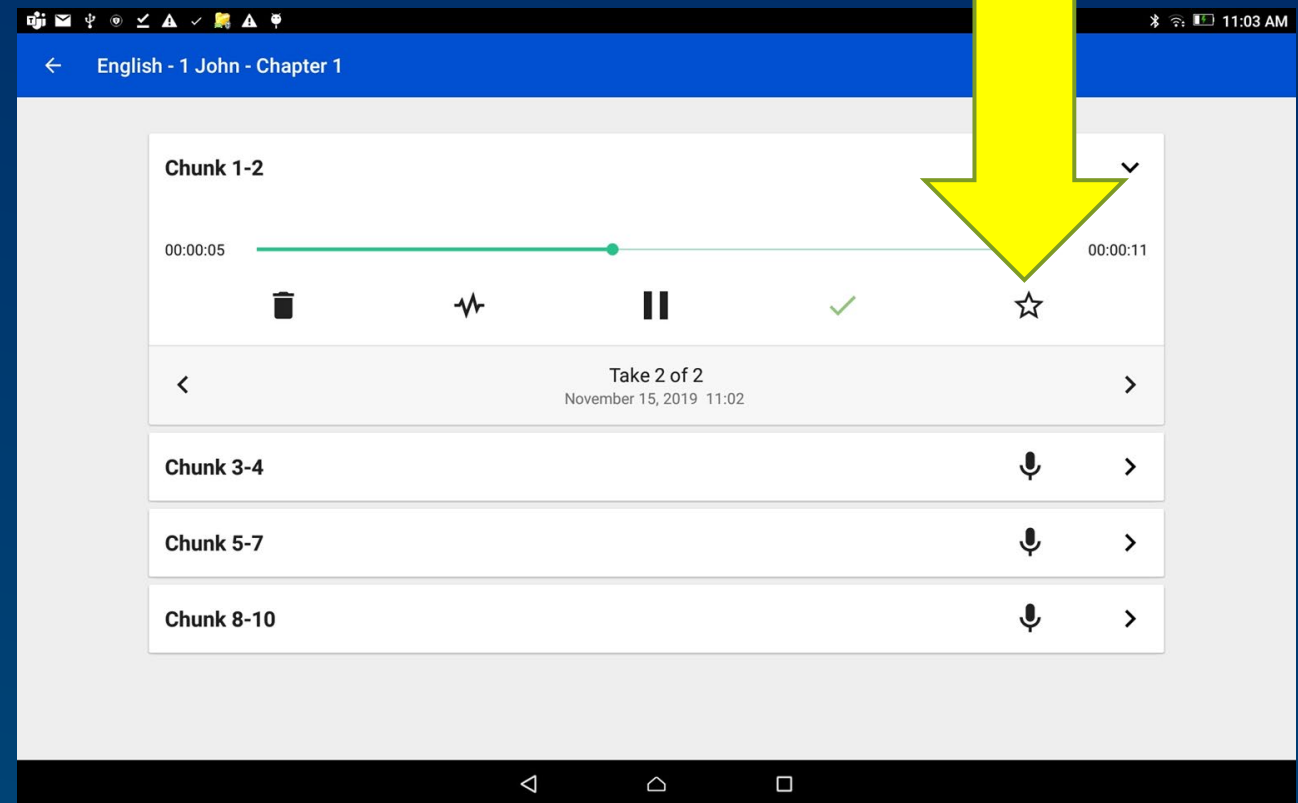 11:03 AM
English - 1 John - Chapter 1
Chunk 1-2
00:00:05
00:00:11
Take 2 of 2
November 15, 2019 11:02
Chunk 3-4
Chunk 5-7
Chunk 8-10